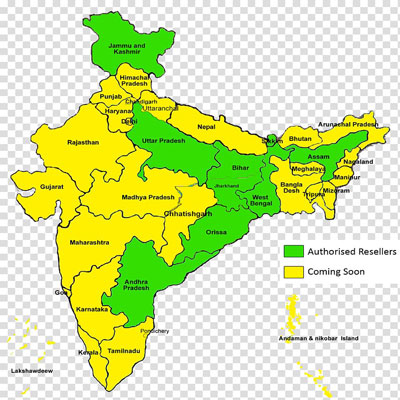 Jammu and
Kashmir
Himachal
Pradesh
Punjab
Chandigarh
Uttaranchal
Haryana
Delhi
Arunachal Pradesh
Nepal
Sikkim
Bhutan
Rajasthan
Uttar Pradesh
Assam
Nagaland
Bihar
Meghalaya
Manipur
Gujarat
Jharkhand
Bangla
Desh
Tripura
Mizoram
Madhya Pradesh
West
Bengal
Chhatishgarh
Orissa
Maharashtra
Authorised Resellers
Coming Soon
Andhra
Pradesh
Goa
Karnataka
Pondichery
Andaman & nikobar Island
Kerala
Tamilnadu
Lakshawdeew